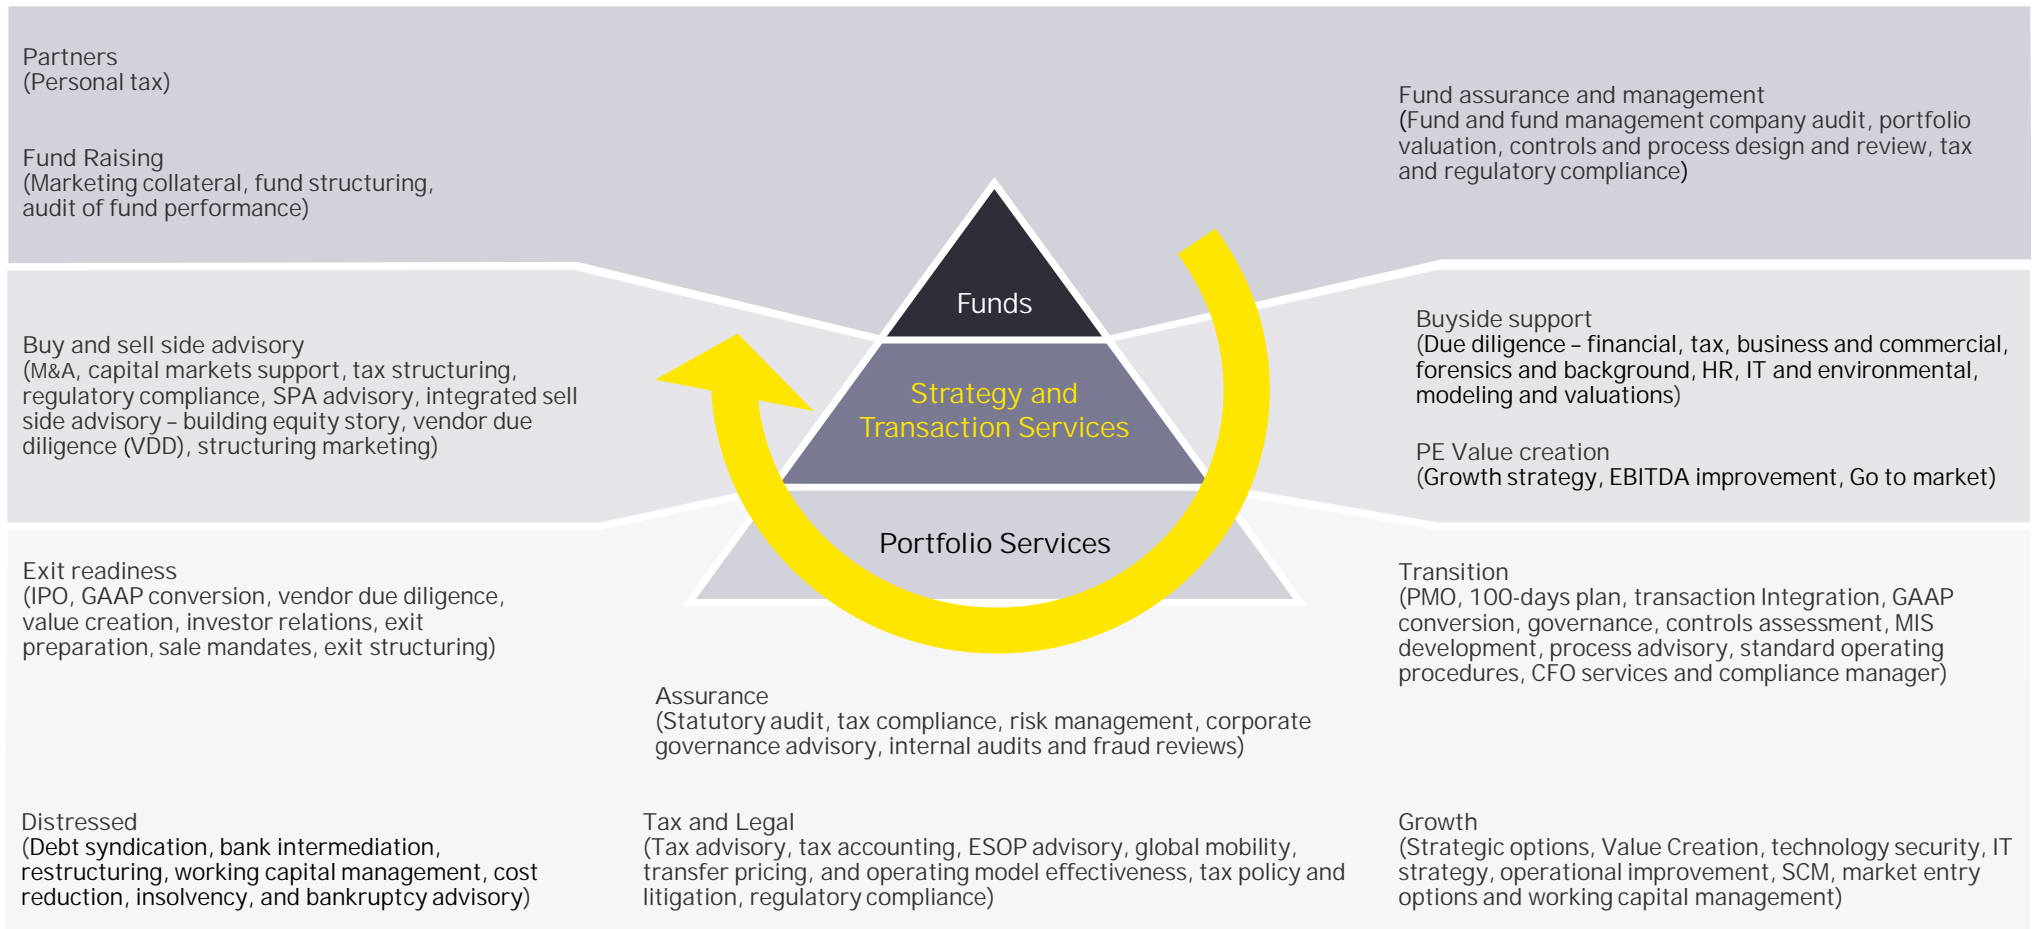 Partners
(Personal tax)
Fund Raising
(Marketing collateral, fund structuring,
audit of fund performance)
Fund assurance and management
(Fund and fund management company audit, portfolio
valuation, controls and process design and review, tax
and regulatory compliance)
Funds
Buy and sell side advisory
(M&A, capital markets support, tax structuring,
regulatory compliance, SPA advisory, integrated sell
side advisory – building equity story, vendor due
diligence (VDD), structuring marketing)
Strategy and
Transaction Services
Buyside support
(Due diligence – financial, tax, business and commercial,
forensics and background, HR, IT and environmental,
modeling and valuations)
PE Value creation
(Growth strategy, EBITDA improvement, Go to market)
Portfolio Services
Exit readiness
(IPO, GAAP conversion, vendor due diligence,
value creation, investor relations, exit
preparation, sale mandates, exit structuring)
Transition
(PMO, 100-days plan, transaction Integration, GAAP
conversion, governance, controls assessment, MIS
development, process advisory, standard operating
procedures, CFO services and compliance manager)
Assurance
(Statutory audit, tax compliance, risk management, corporate
governance advisory, internal audits and fraud reviews)
Distressed
(Debt syndication, bank intermediation,
restructuring, working capital management, cost
reduction, insolvency, and bankruptcy advisory)
Tax and Legal
(Tax advisory, tax accounting, ESOP advisory, global mobility,
transfer pricing, and operating model effectiveness, tax policy and
litigation, regulatory compliance)
Growth
(Strategic options, Value Creation, technology security, IT
strategy, operational improvement, SCM, market entry
options and working capital management)